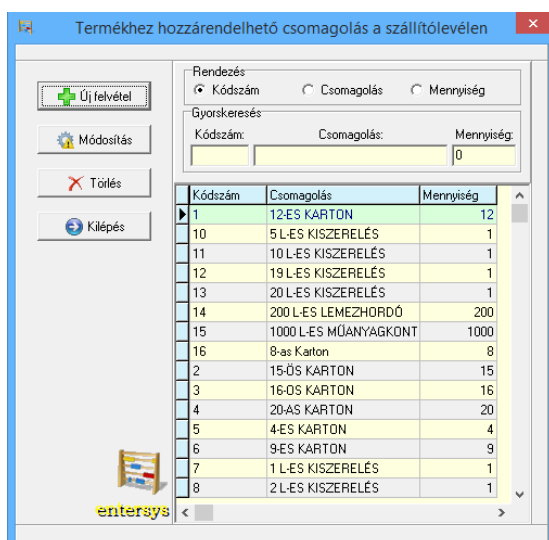 Termékhez hozzárendelhető csomagolás a szállítólevélen
Új felvétel
Módosítás
Törlés
Kilépés
Rendezés
Kódszám Csomagolás Mennyiség
Gyorskeresés
Kódszám: Csomagolás: Mennyiség:
0
Kódszám Csomagolás Mennyiség
1 12-ES KARTON 12
10 5 L-ES KISZERELÉS 1
11 10 L-ES KISZERELÉS 1
12 19 L-ES KISZERELÉS 1
13 20 L-ES KISZERELÉS 1
14 200 L-ES LEMEZHORDÓ 200
15 1000 L-ES MŰANYAGKONT 1000
16 8-as Karton 8
2 15-ÖS KARTON 15
3 16-OS KARTON 16
4 20-AS KARTON 20
5 4-ES KARTON 4
6 9-ES KARTON 9
7 1 L-ES KISZERELÉS 1
8 2 L-ES KISZERELÉS 1
entersys